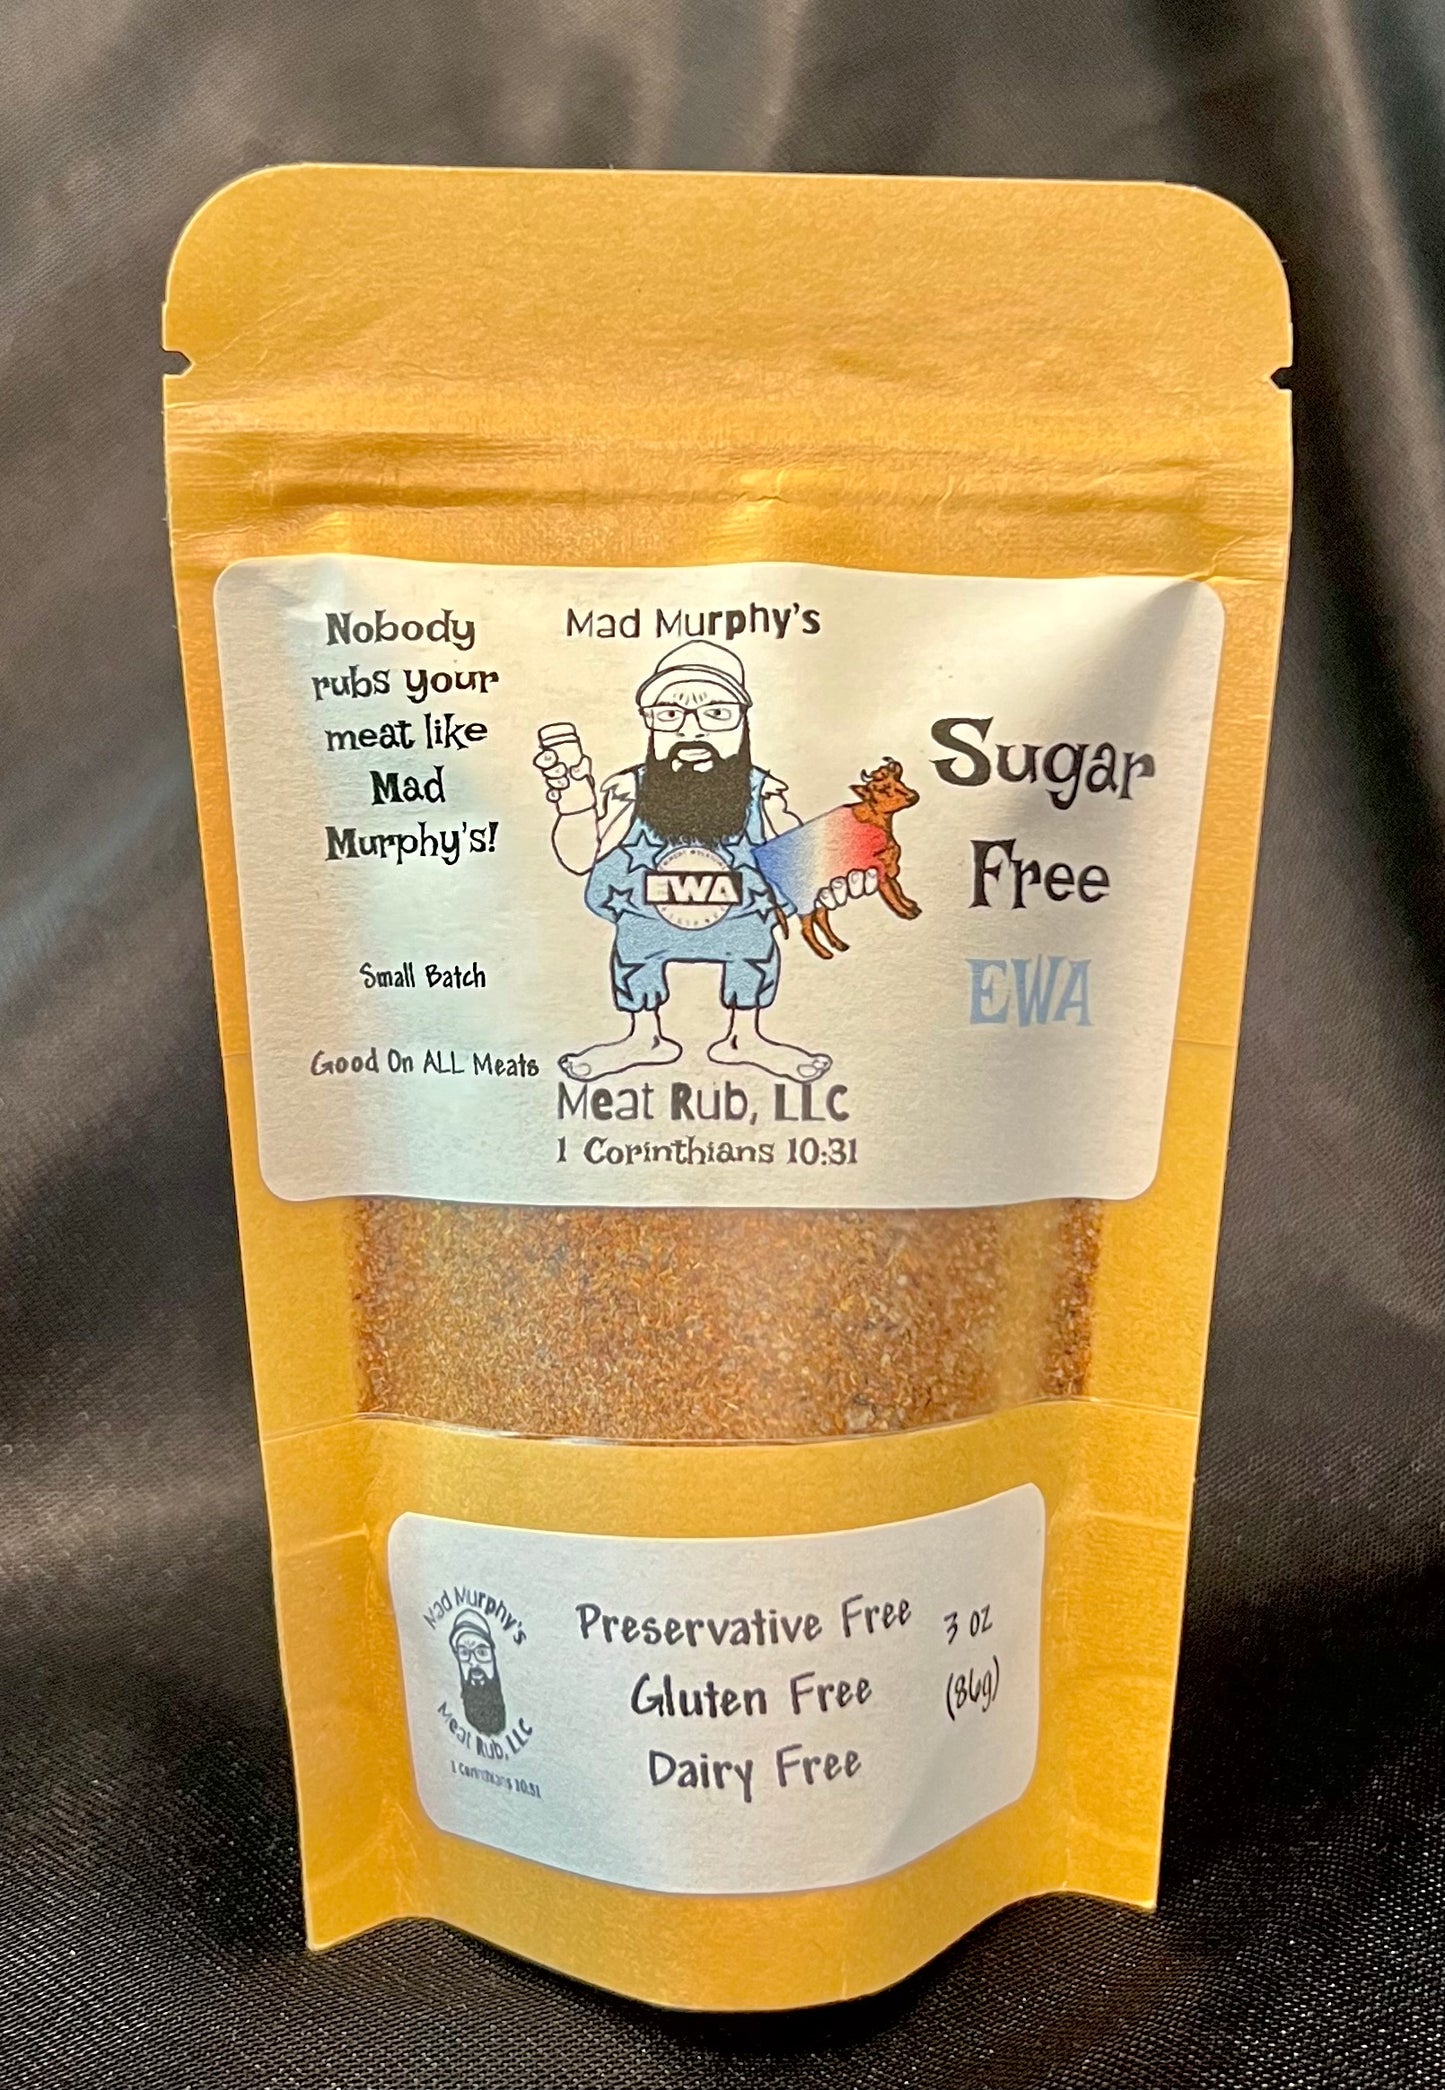 Nobody
rubs your
meat like
Mad
Murphy's!
Small Batch
Good On ALL Meats
Mad Murphy's
EWA
Meat Rub, LLC
1 Corinthians 10:31
Sugar
Free
EWA
Mad Murphy's
Meat Rub, LLC
1 Corinthians 10:31
Preservative Free
Gluten Free
Dairy Free
3 oz
(86g)